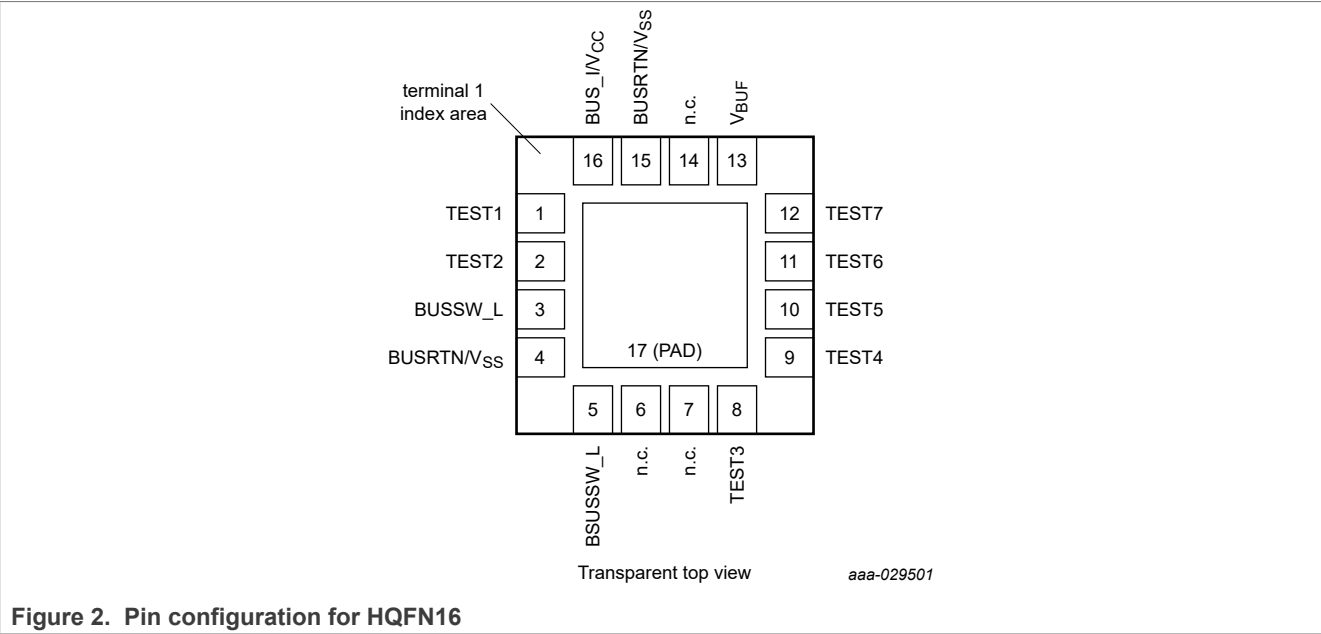 BUS_I/VCC
BUSRTN/VSS
n.c.
VBUF
terminal 1
index area
16
15
14
13
TEST1
1
12
TEST7
TEST2
2
11
TEST6
BUSSW_L
3
10
TEST5
BUSRTN/VSS
4
17 (PAD)
9
TEST4
5
6
7
8
BSUSSW_L
n.c.
n.c.
TEST3
Transparent top view
aaa-029501
Figure 2. Pin configuration for HQFN16